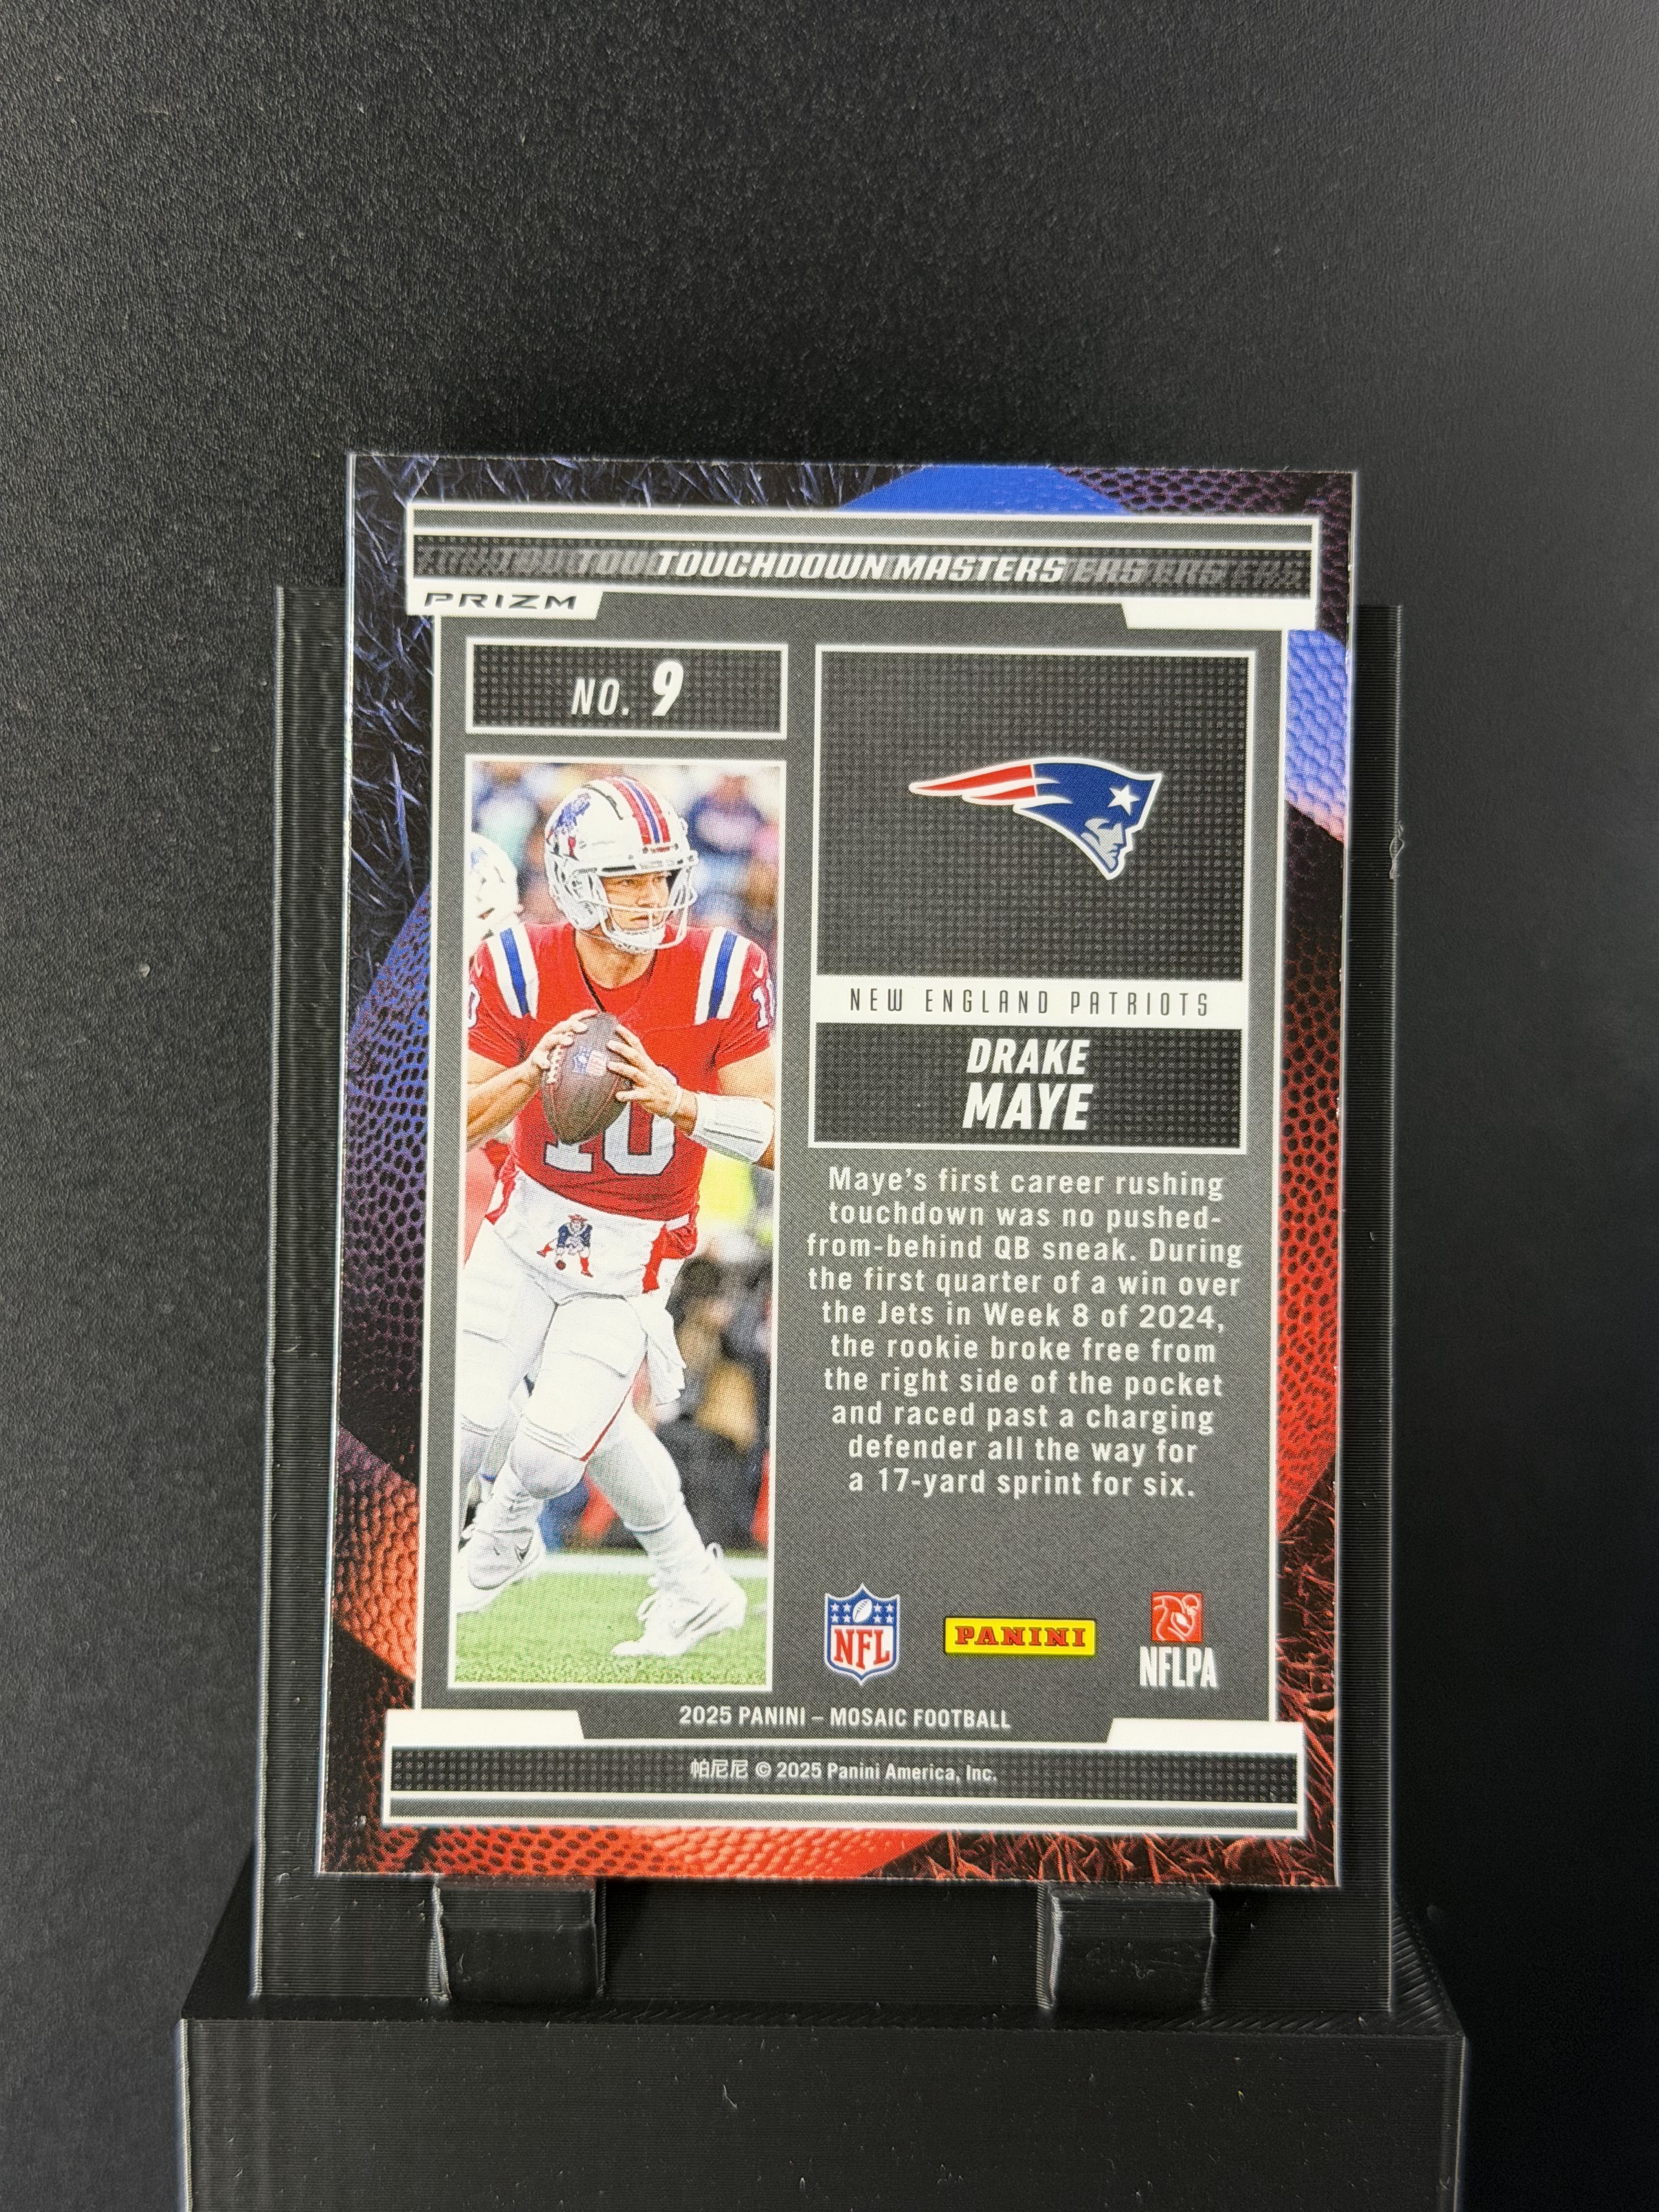 TOUCHDOWN MASTERS
PRIZM
NO. 9
NEW ENGLAND PATRIOTS
DRAKE
MAYE
Maye's first career rushing
touchdown was no pushed-
from-behind QB sneak. During
the first quarter of a win over
the Jets in Week 8 of 2024,
the rookie broke free from
the right side of the pocket
and raced past a charging
defender all the way for
a 17-yard sprint for six.
10
NFL
PANINI
NFLPA
2025 PANINI – MOSAIC FOOTBALL
帕尼尼 © 2025 Panini America, Inc.